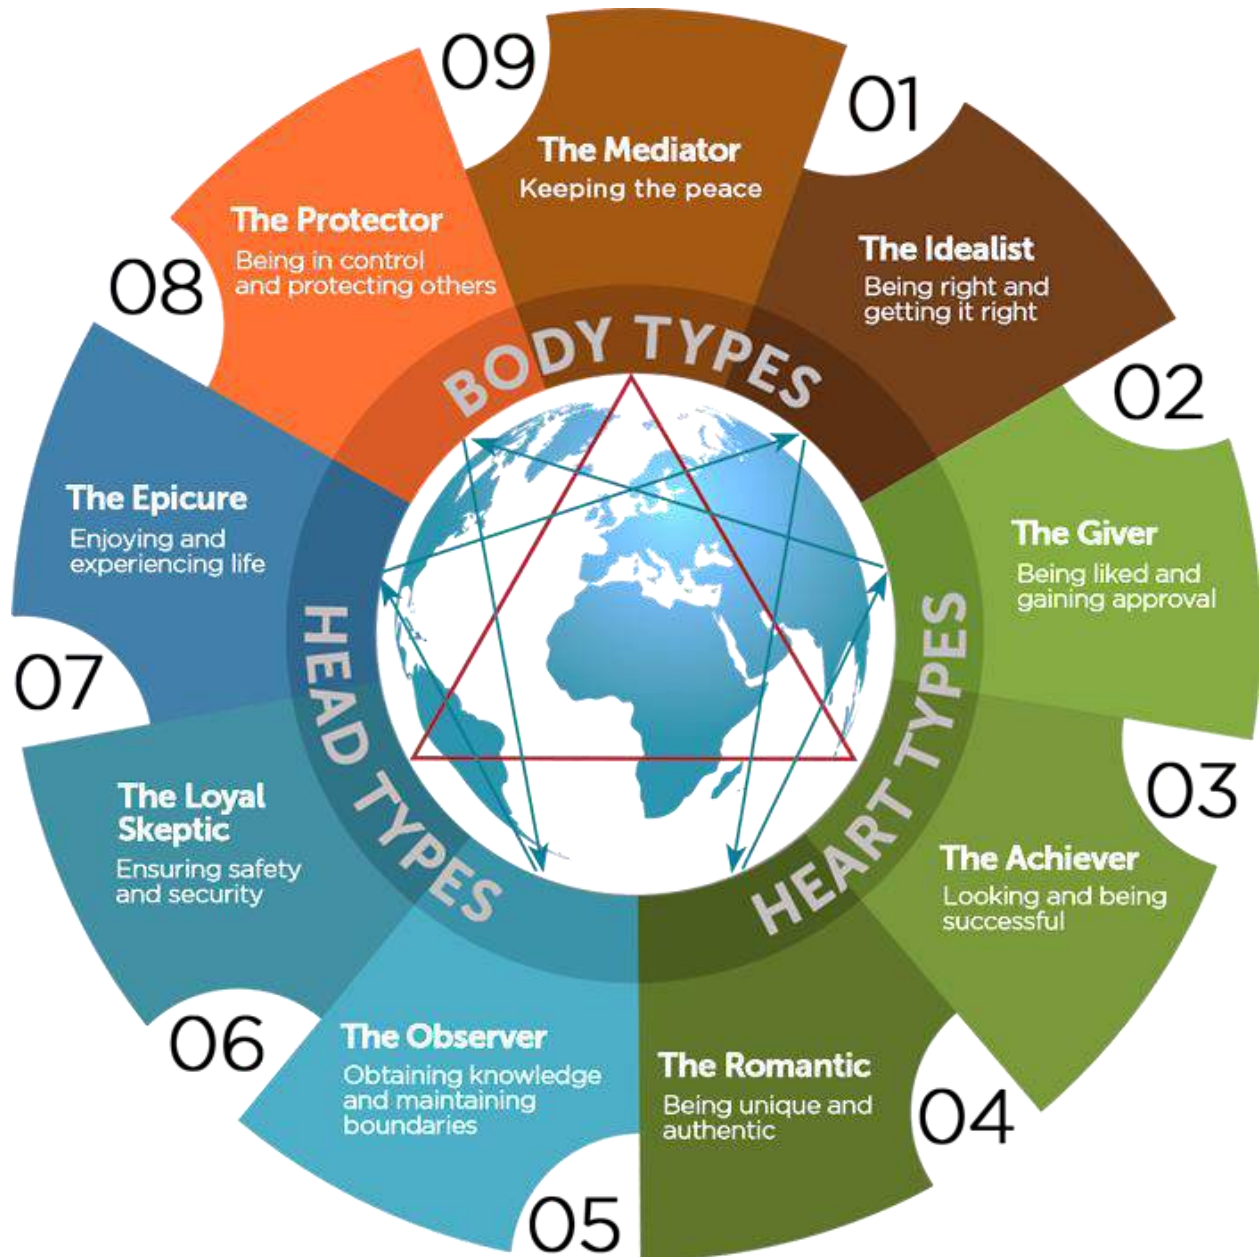 09
The Mediator
Keeping the peace
01
The Idealist
Being right and
getting it right
02
The Giver
Being liked and
gaining approval
03
The Achiever
Looking and being
successful
04
The Romantic
Being unique and
authentic
05
The Observer
Obtaining knowledge
and maintaining
boundaries
06
The Loyal
Skeptic
Ensuring safety
and security
07
The Epicure
Enjoying and
experiencing life
08
The Protector
Being in control
and protecting others
BODY TYPES
HEART TYPES
HEAD TYPES